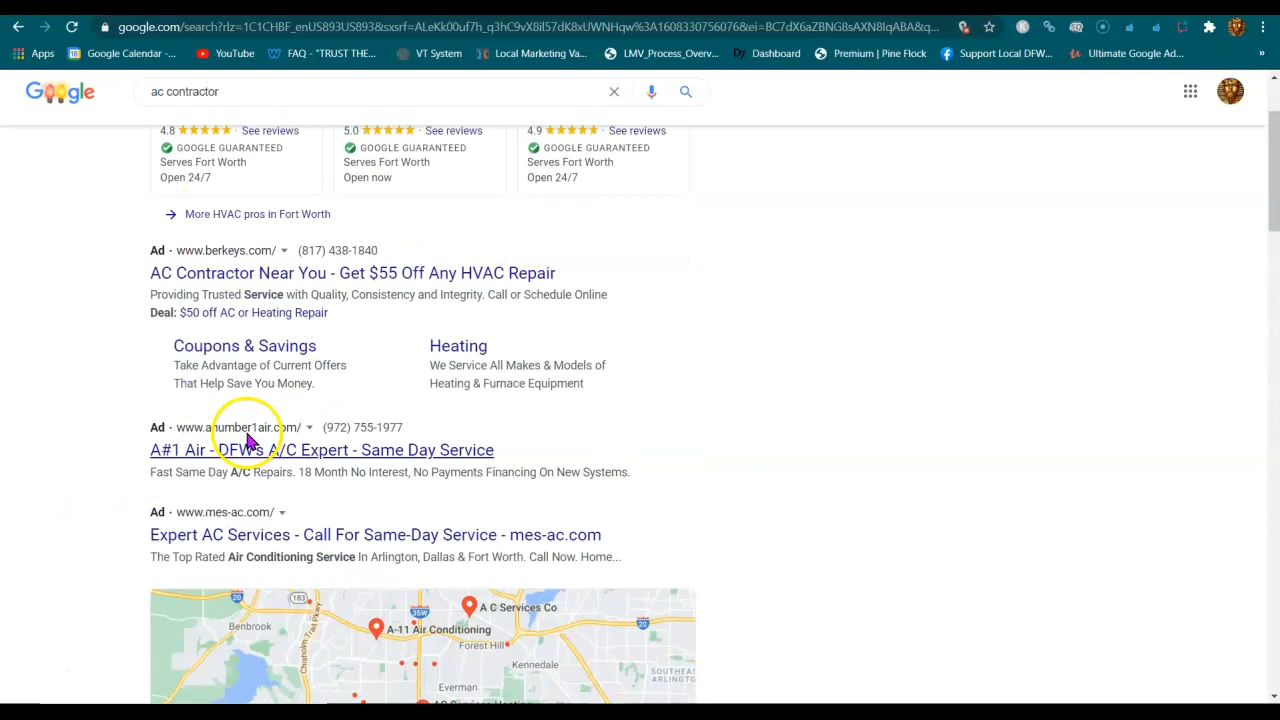 google.com/search?rlz=1C1CHBF_enUS893US893&sxsrf=ALeKk00uf7h_q3hC9vX8il57dK8xUWNHqw%3A1608330756076&ei=BC7dX6aZBNG8sAXN8IqABA&q...
Apps Google Calendar -... YouTube FAQ - "TRUST THE... VT System Local Marketing Va... LMV_Process_Overv... Dashboard Premium | Pine Flock Support Local DFW... Ultimate Google Ad... »
Google ac contractor
4.8 · See reviews 5.0 · See reviews 4.9 · See reviews
GOOGLE GUARANTEED GOOGLE GUARANTEED GOOGLE GUARANTEED
Serves Fort Worth Serves Fort Worth Serves Fort Worth
Open 24/7 Open now Open 24/7
More HVAC pros in Fort Worth
Ad · www.berkeys.com/ (817) 438-1840
AC Contractor Near You - Get $55 Off Any HVAC Repair
Providing Trusted Service with Quality, Consistency and Integrity. Call or Schedule Online
Deal: $50 off AC or Heating Repair
Coupons & Savings Heating
Take Advantage of Current Offers We Service All Makes & Models of
That Help Save You Money. Heating & Furnace Equipment
Ad · www.anumber1air.com/ (972) 755-1977
A#1 Air - DFW's A/C Expert - Same Day Service
Fast Same Day A/C Repairs. 18 Month No Interest, No Payments Financing On New Systems.
Ad · www.mes-ac.com/
Expert AC Services - Call For Same-Day Service - mes-ac.com
The Top Rated Air Conditioning Service In Arlington, Dallas & Fort Worth. Call Now. Home...
20 183 35W A C Services Co
Benbrook A-11 Air Conditioning 20
Chisholm Trail Pkwy Forest Hill
Kennedale
SOUTHEAST
ARLINGTON
Everman